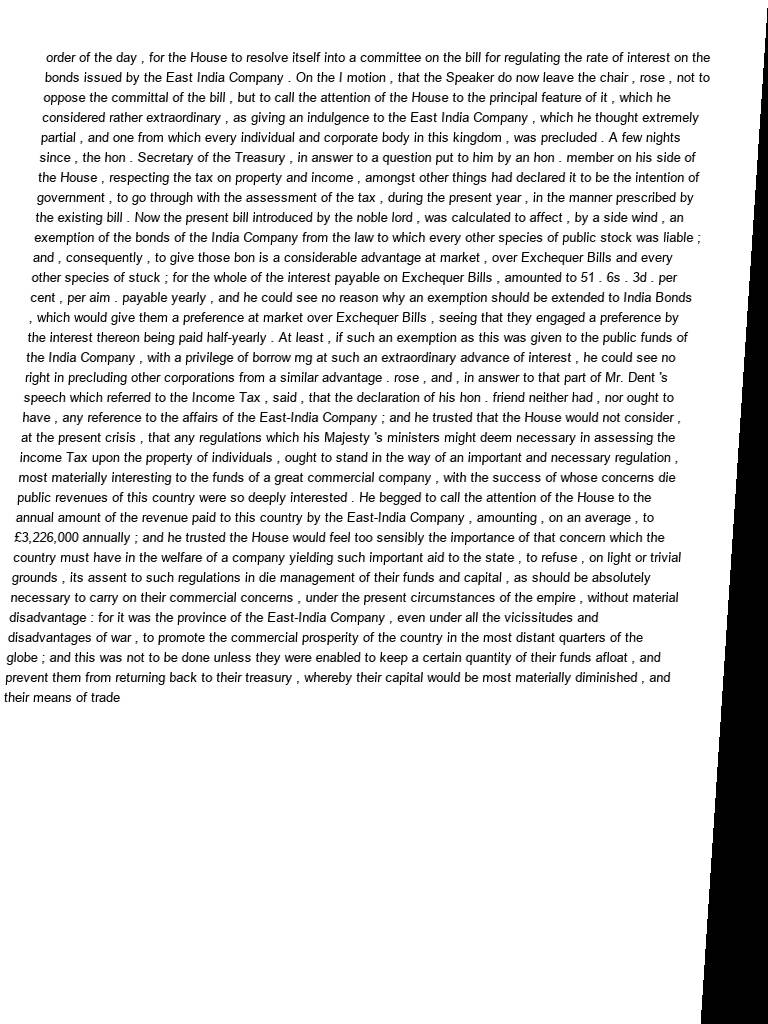 order of the day , for the House to resolve itself into a committee on the bill for regulating the rate of interest on the
bonds issued by the East India Company . On the I motion , that the Speaker do now leave the chair , rose , not to
oppose the committal of the bill , but to call the attention of the House to the principal feature of it , which he
considered rather extraordinary , as giving an indulgence to the East India Company , which he thought extremely
partial , and one from which every individual and corporate body in this kingdom , was precluded . A few nights
since , the hon . Secretary of the Treasury , in answer to a question put to him by an hon . member on his side of
the House , respecting the tax on property and income , amongst other things had declared it to be the intention of
government , to go through with the assessment of the tax , during the present year , in the manner prescribed by
the existing bill . Now the present bill introduced by the noble lord , was calculated to affect , by a side wind , an
exemption of the bonds of the India Company from the law to which every other species of public stock was liable ;
and , consequently , to give those bon is a considerable advantage at market , over Exchequer Bills and every
other species of stuck ; for the whole of the interest payable on Exchequer Bills , amounted to 51 . 6s . 3d . per
cent , per aim . payable yearly , and he could see no reason why an exemption should be extended to India Bonds
, which would give them a preference at market over Exchequer Bills , seeing that they engaged a preference by
the interest thereon being paid half-yearly . At least , if such an exemption as this was given to the public funds of
the India Company , with a privilege of borrow mg at such an extraordinary advance of interest , he could see no
right in precluding other corporations from a similar advantage . rose , and , in answer to that part of Mr. Dent 's
speech which referred to the Income Tax , said , that the declaration of his hon . friend neither had , nor ought to
have , any reference to the affairs of the East-India Company ; and he trusted that the House would not consider ,
at the present crisis , that any regulations which his Majesty 's ministers might deem necessary in assessing the
income Tax upon the property of individuals , ought to stand in the way of an important and necessary regulation ,
most materially interesting to the funds of a great commercial company , with the success of whose concerns die
public revenues of this country were so deeply interested . He begged to call the attention of the House to the
annual amount of the revenue paid to this country by the East-India Company , amounting , on an average , to
£3,226,000 annually ; and he trusted the House would feel too sensibly the importance of that concern which the
country must have in the welfare of a company yielding such important aid to the state , to refuse , on light or trivial
grounds , its assent to such regulations in die management of their funds and capital , as should be absolutely
necessary to carry on their commercial concerns , under the present circumstances of the empire , without material
disadvantage : for it was the province of the East-India Company , even under all the vicissitudes and
disadvantages of war , to promote the commercial prosperity of the country in the most distant quarters of the
globe ; and this was not to be done unless they were enabled to keep a certain quantity of their funds afloat , and
prevent them from returning back to their treasury , whereby their capital would be most materially diminished , and
their means of trade